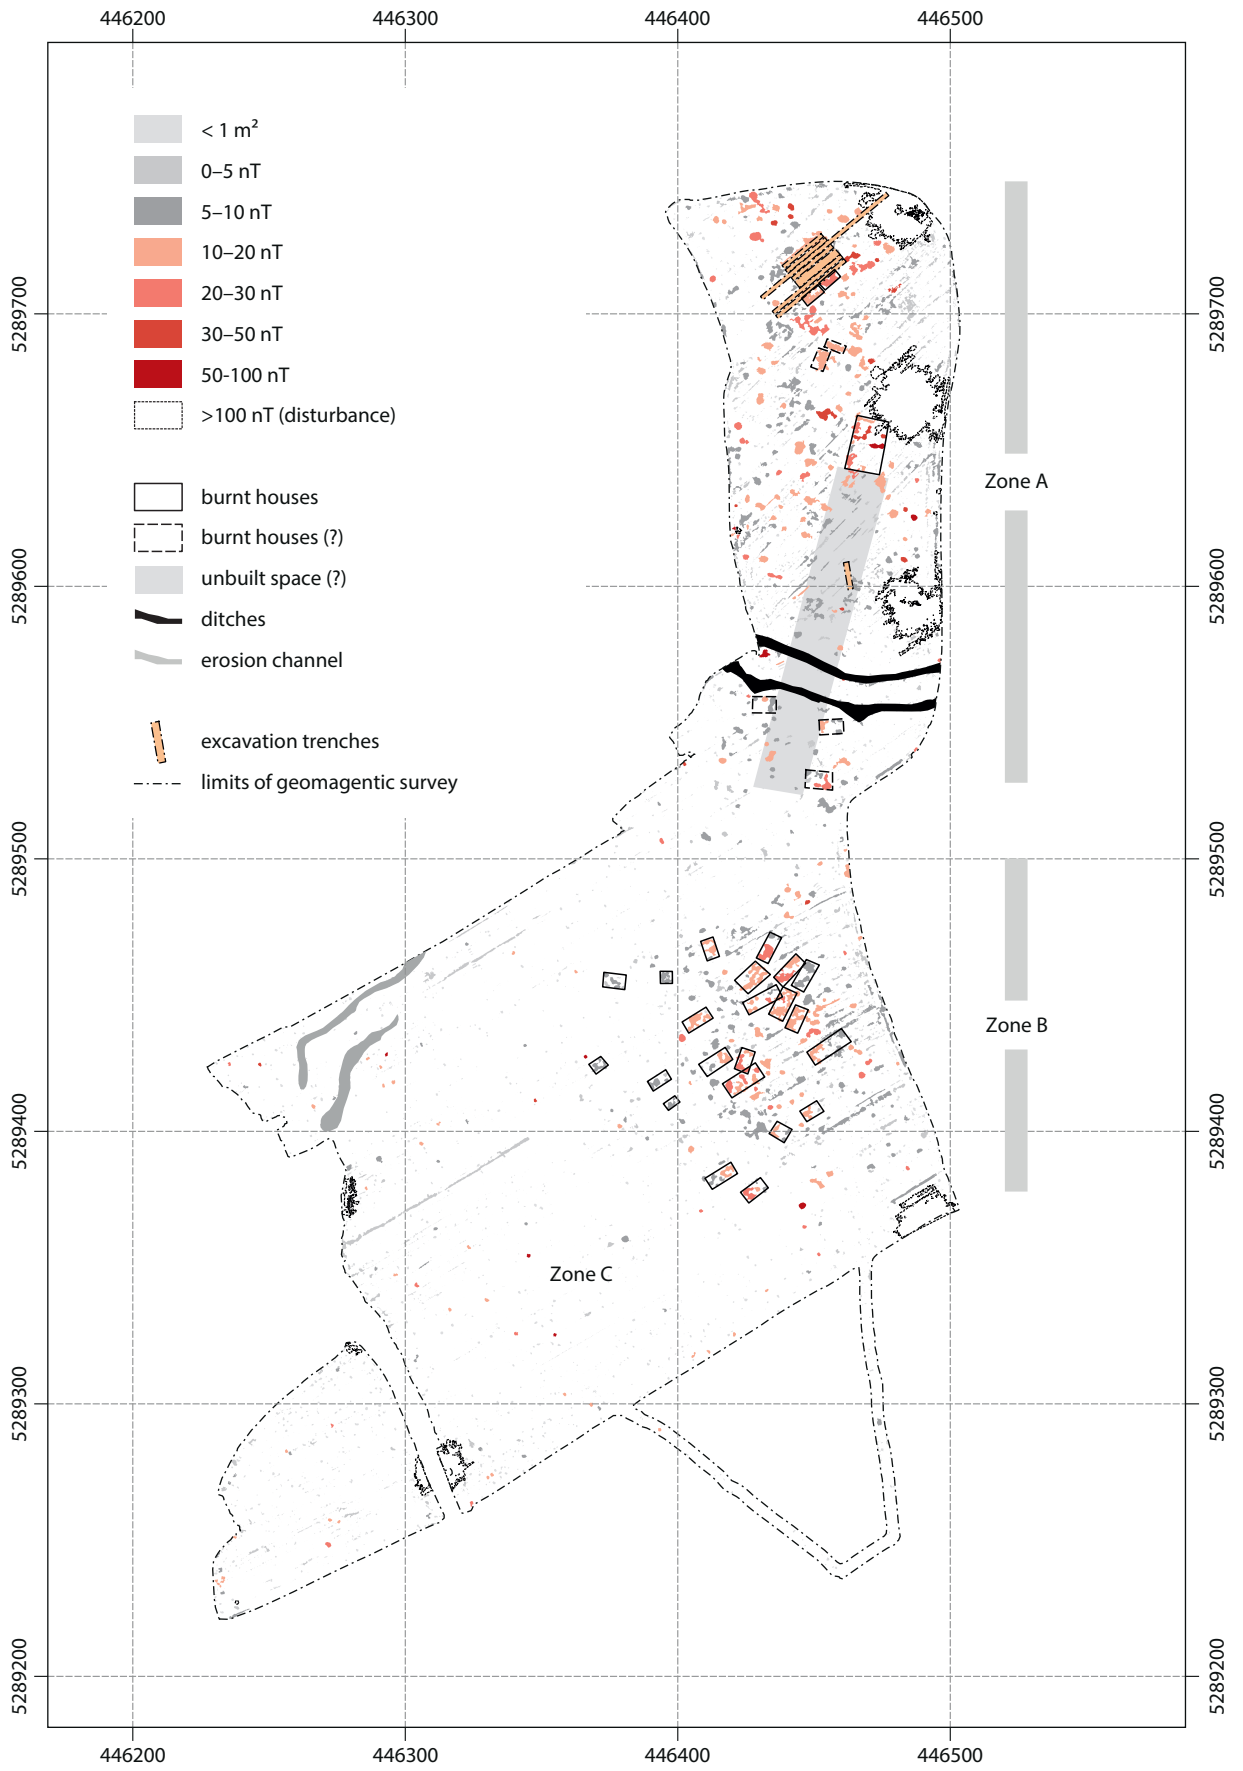 446200 446300 446400 446500
< 1 m²
0–5 nT
5–10 nT
10–20 nT
20–30 nT
30–50 nT
50-100 nT
>100 nT (disturbance)
burnt houses
burnt houses (?)
unbuilt space (?)
ditches
erosion channel
excavation trenches
limits of geomagentic survey
Zone A
Zone B
Zone C
5289700 5289700
5289600 5289600
5289500 5289500
5289400 5289400
5289300 5289300
5289200 5289200
446200 446300 446400 446500